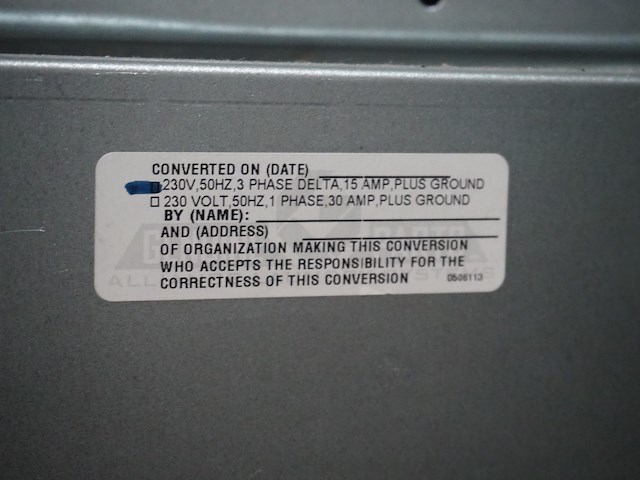 CONVERTED ON (DATE)
230V,50HZ,3 PHASE DELTA,15 AMP,PLUS GROUND
☐ 230 VOLT,50HZ,1 PHASE,30 AMP,PLUS GROUND
BY (NAME):
AND (ADDRESS)
OF ORGANIZATION MAKING THIS CONVERSION
WHO ACCEPTS THE RESPONSIBILITY FOR THE
CORRECTNESS OF THIS CONVERSION 0506113